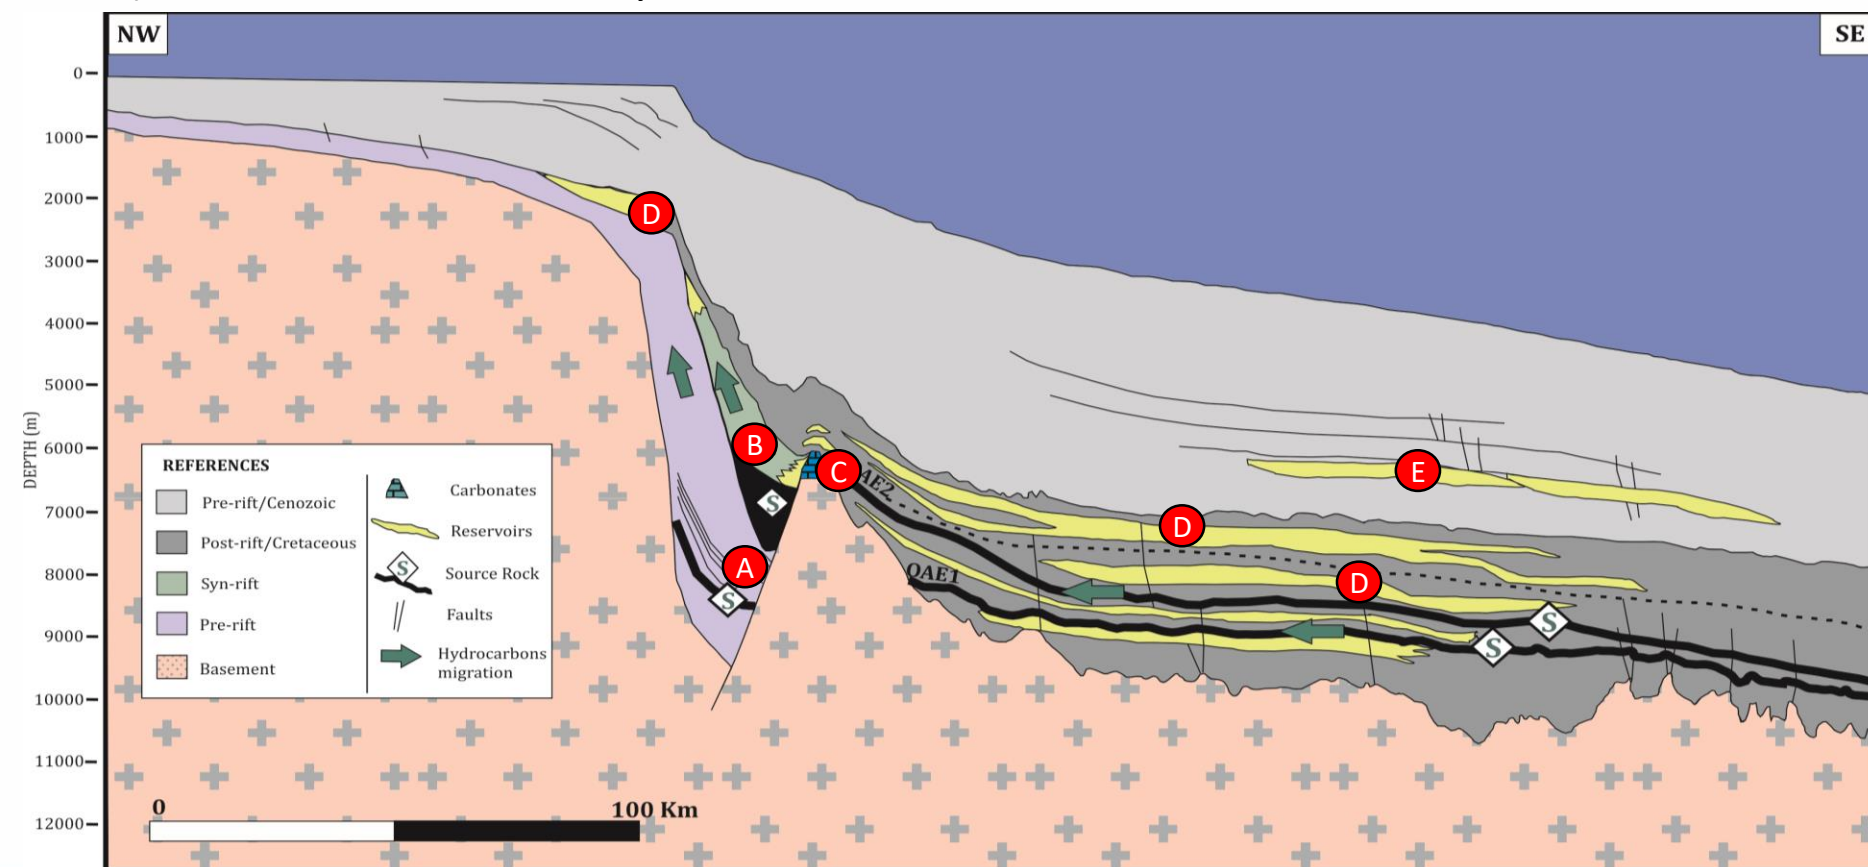 NW
SE
0
1000
2000
3000
4000
5000
6000
7000
8000
9000
10000
11000
12000
DEPTH (m)
D
B
C
AE2
E
D
A
OAE1
D
S
S
S
S
REFERENCES
Pre-rift/Cenozoic
Post-rift/Cretaceous
Syn-rift
Pre-rift
Basement
Carbonates
Reservoirs
S
Source Rock
Faults
Hydrocarbons
migration
0
100 Km